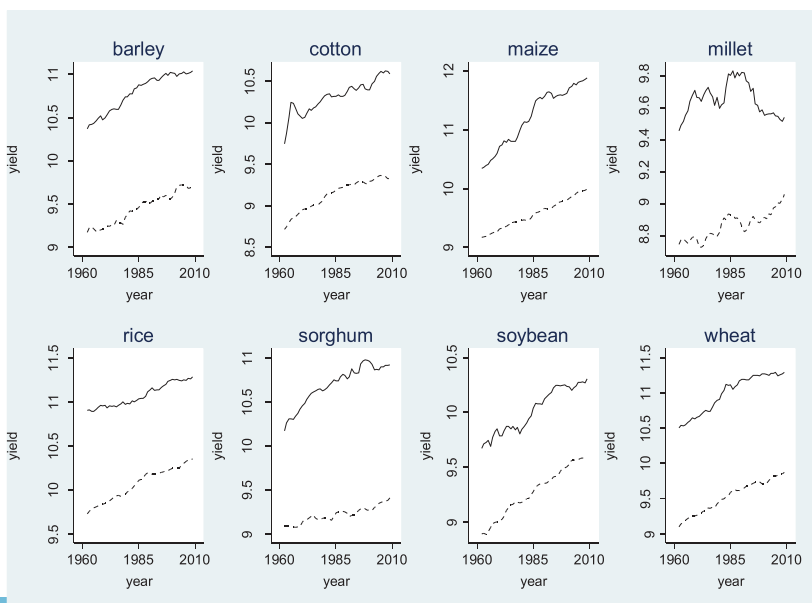 barley
11
10.5
10
9.5
9
yield
1960 1985 2010
year
cotton
10.5
10
9.5
9
8.5
yield
1960 1985 2010
year
maize
12
11
10
9
yield
1960 1985 2010
year
millet
9.8
9.6
9.4
9.2
9
8.8
yield
1960 1985 2010
year
rice
11.5
11
10.5
10
9.5
yield
1960 1985 2010
year
sorghum
11
10.5
10
9.5
9
yield
1960 1985 2010
year
soybean
10.5
10
9.5
9
yield
1960 1985 2010
year
wheat
11.5
11
10.5
10
9.5
9
yield
1960 1985 2010
year